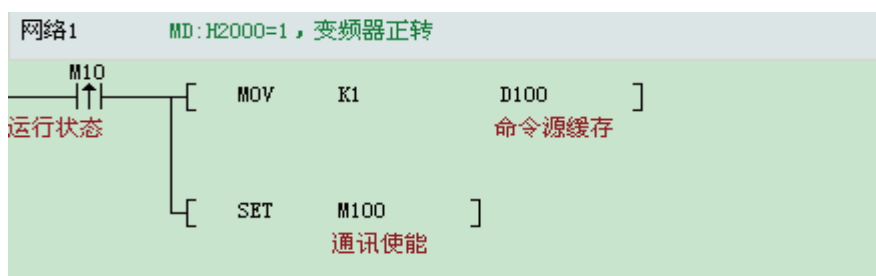 网络1 MD:H2000=1，变频器正转
M10
运行状态
[ MOV K1 D100 ]
命令源缓存
[ SET M100 ]
通讯使能